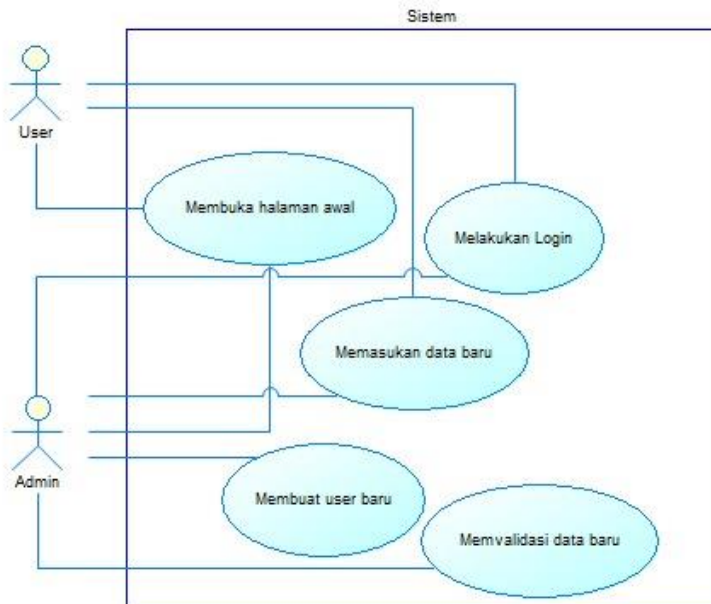 Sistem
User
Membuka halaman awal
Melakukan Login
Memasukan data baru
Admin
Membuat user baru
Memvalidasi data baru